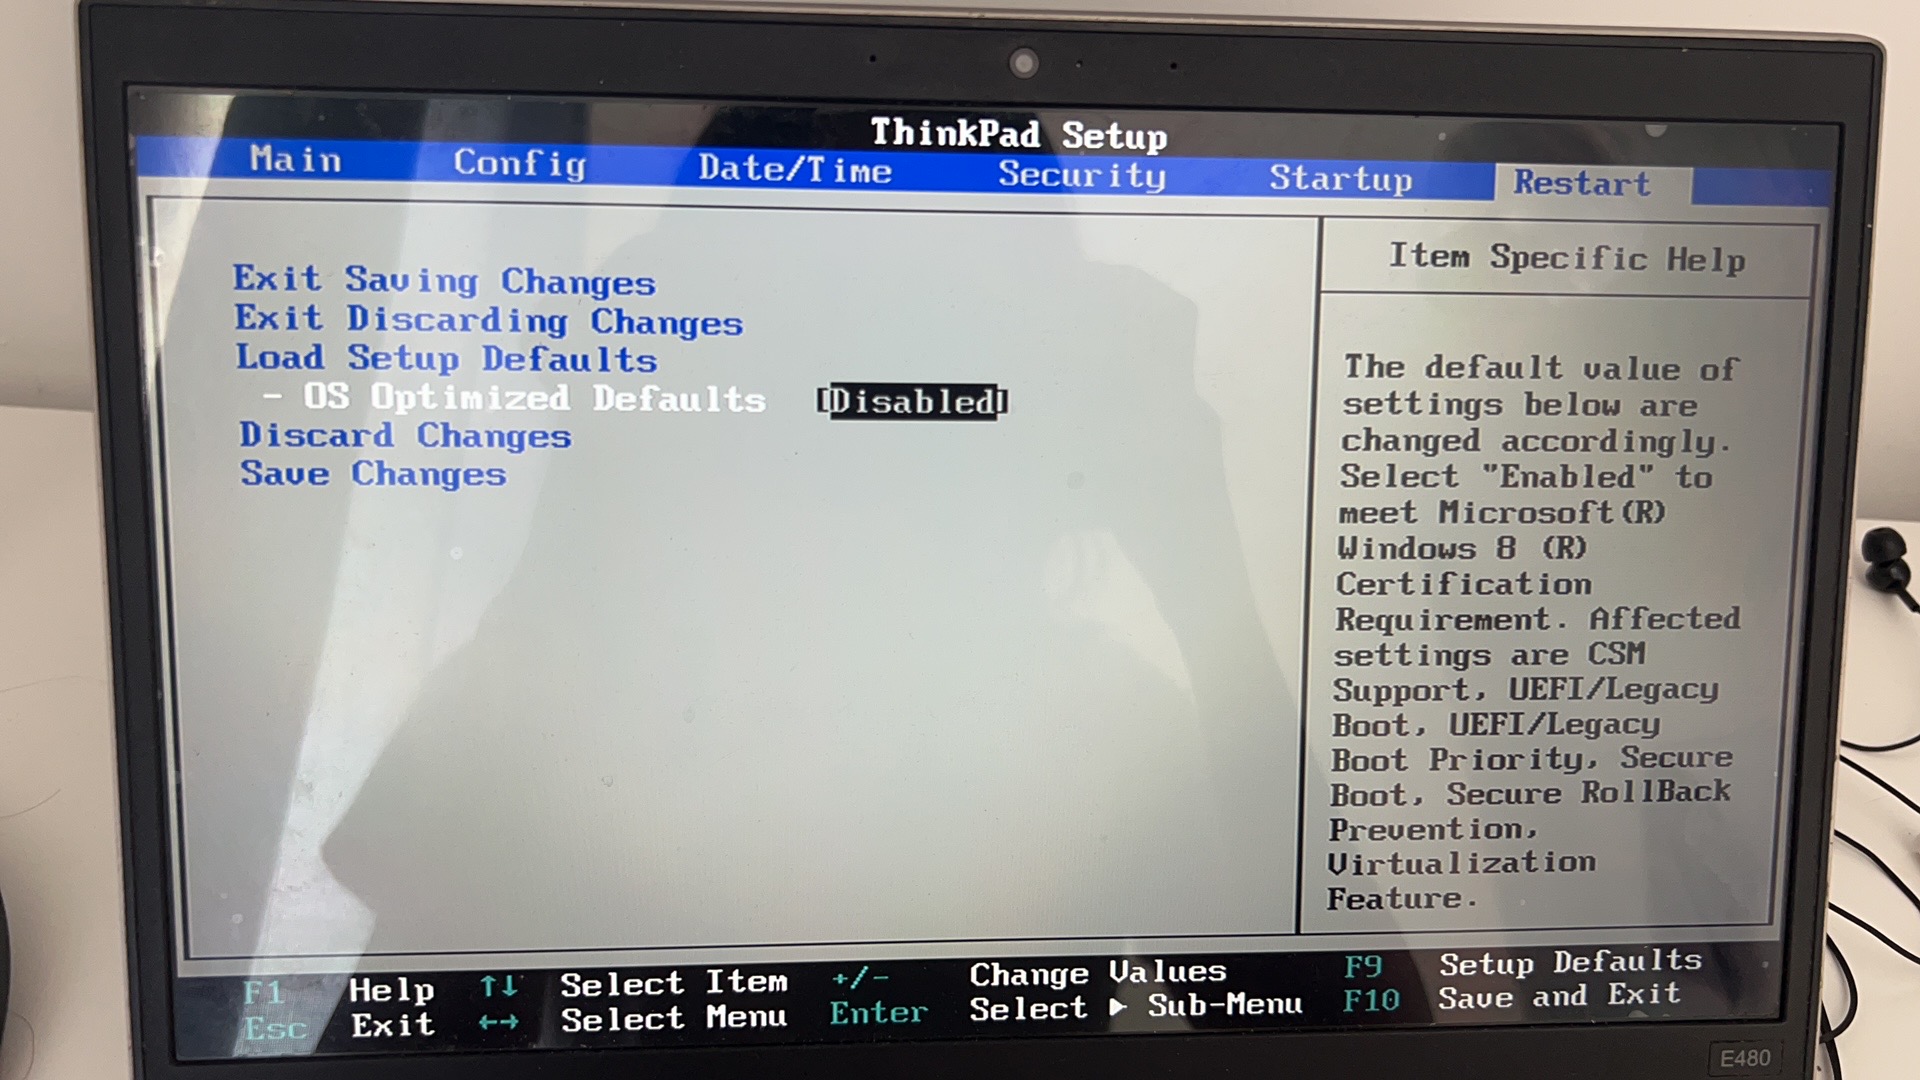 ThinkPad Setup
Main Config Date/Time Security Startup Restart
Exit Saving Changes
Exit Discarding Changes
Load Setup Defaults
- OS Optimized Defaults [Disabled]
Discard Changes
Save Changes
Item Specific Help
The default value of
settings below are
changed accordingly.
Select "Enabled" to
meet Microsoft(R)
Windows 8 (R)
Certification
Requirement. Affected
settings are CSM
Support, UEFI/Legacy
Boot, UEFI/Legacy
Boot Priority, Secure
Boot, Secure RollBack
Prevention,
Virtualization
Feature.
F1 Help ↑↓ Select Item +/- Change Values F9 Setup Defaults
Esc Exit ←→ Select Menu Enter Select ▶ Sub-Menu F10 Save and Exit
E480